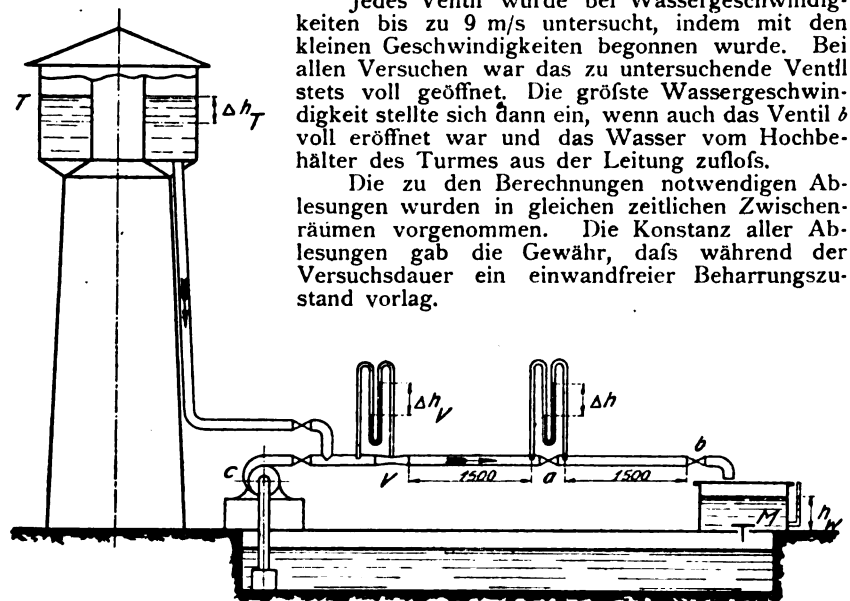 Jedes Ventil wurde bei Wassergeschwindig-
keiten bis zu 9 m/s untersucht, indem mit den
kleinen Geschwindigkeiten begonnen wurde. Bei
allen Versuchen war das zu untersuchende Ventil
stets voll geöffnet. Die gröſste Wassergeschwin-
digkeit stellte sich dann ein, wenn auch das Ventil b
voll eröffnet war und das Wasser vom Hochbe-
hälter des Turmes aus der Leitung zufloſs.
Die zu den Berechnungen notwendigen Ab-
lesungen wurden in gleichen zeitlichen Zwischen-
räumen vorgenommen. Die Konstanz aller Ab-
lesungen gab die Gewähr, daſs während der
Versuchsdauer ein einwandfreier Beharrungszu-
stand vorlag.
T
Δh_T
Δh_V
Δh
b
c
V
1500
a
1500
M
h_W